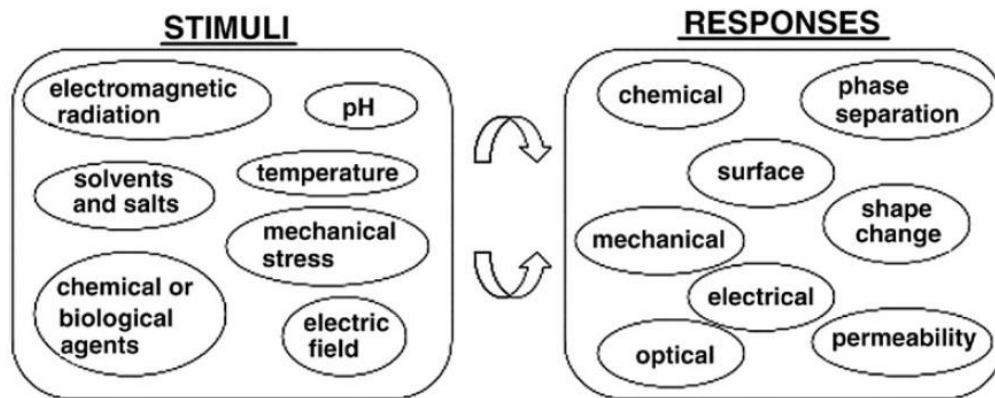 STIMULI
electromagnetic
radiation
pH
solvents
and salts
temperature
mechanical
stress
chemical or
biological
agents
electric
field
RESPONSES
chemical
phase
separation
surface
shape
change
mechanical
electrical
optical
permeability